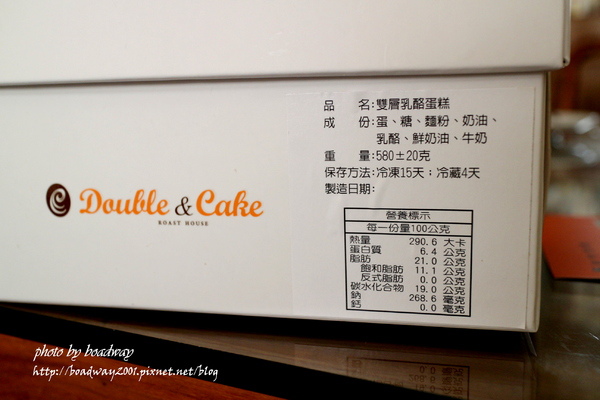 Double & Cake
ROAST HOUSE
品 名:雙層乳酪蛋糕
成 份:蛋、糖、麵粉、奶油、
乳酪、鮮奶油、牛奶
重 量:580±20克
保存方法:冷凍15天;冷藏4天
製造日期:
營養標示
每一份量100公克
熱量 290.6 大卡
蛋白質 6.4 公克
脂肪 21.0 公克
飽和脂肪 11.1 公克
反式脂肪 0.0 公克
碳水化合物 19.0 公克
鈉 268.6 毫克
鈣 0.0 毫克
photo by boadway
http://boadway2001.pixnet.net/blog